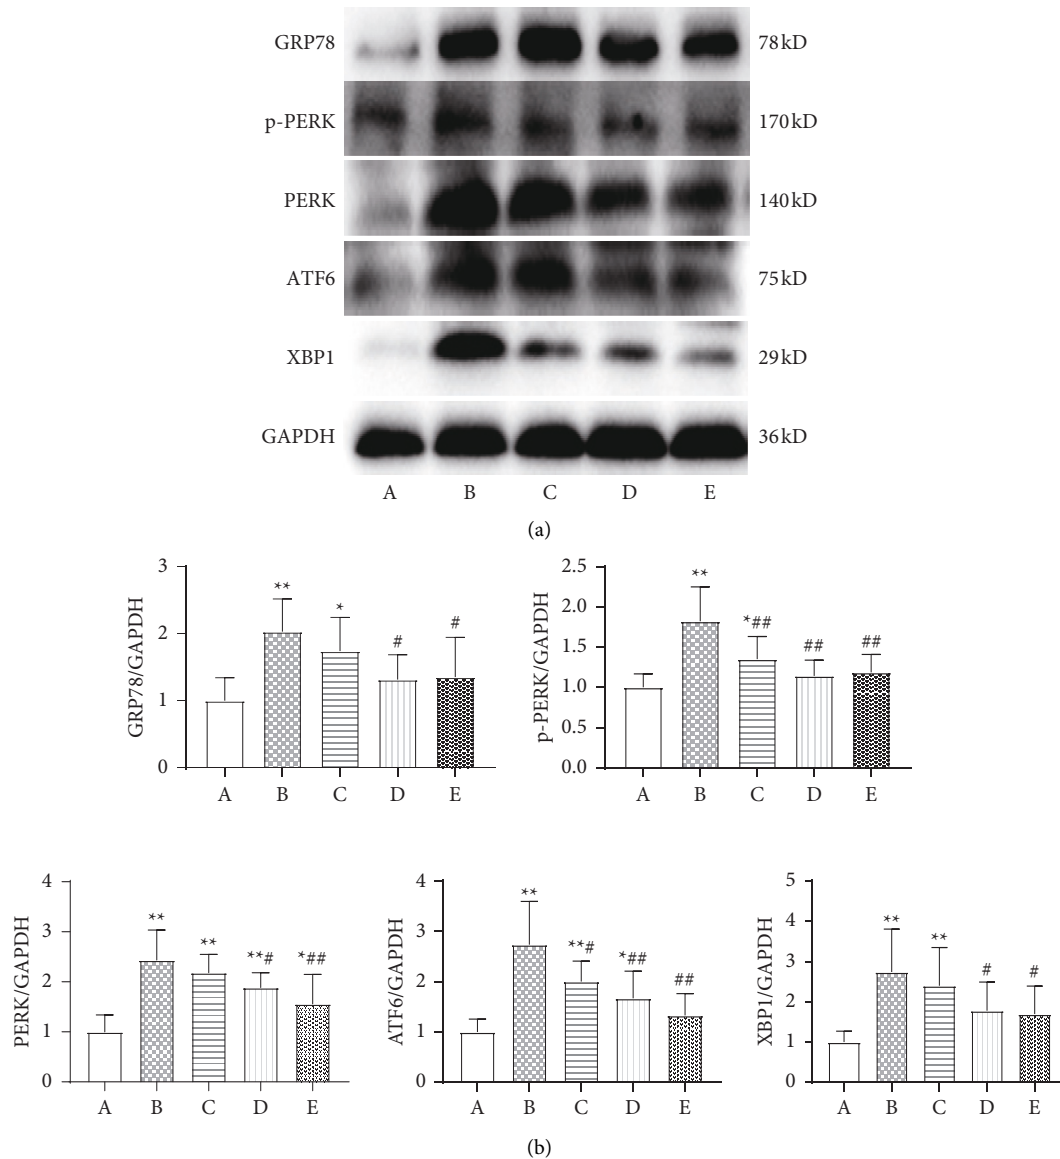 GRP78 78kD
p-PERK 170kD
PERK 140kD
ATF6 75kD
XBP1 29kD
GAPDH 36kD
A B C D E
(a)
GRP78/GAPDH
3
2
1
0
** * # #
A B C D E
p-PERK/GAPDH
2.5
2.0
1.5
1.0
0.5
0.0
** *## ## ##
A B C D E
PERK/GAPDH
4
3
2
1
0
** ** **# *##
A B C D E
ATF6/GAPDH
4
3
2
1
0
** **# *## ##
A B C D E
XBP1/GAPDH
5
4
3
2
1
0
** ** # #
A B C D E
(b)